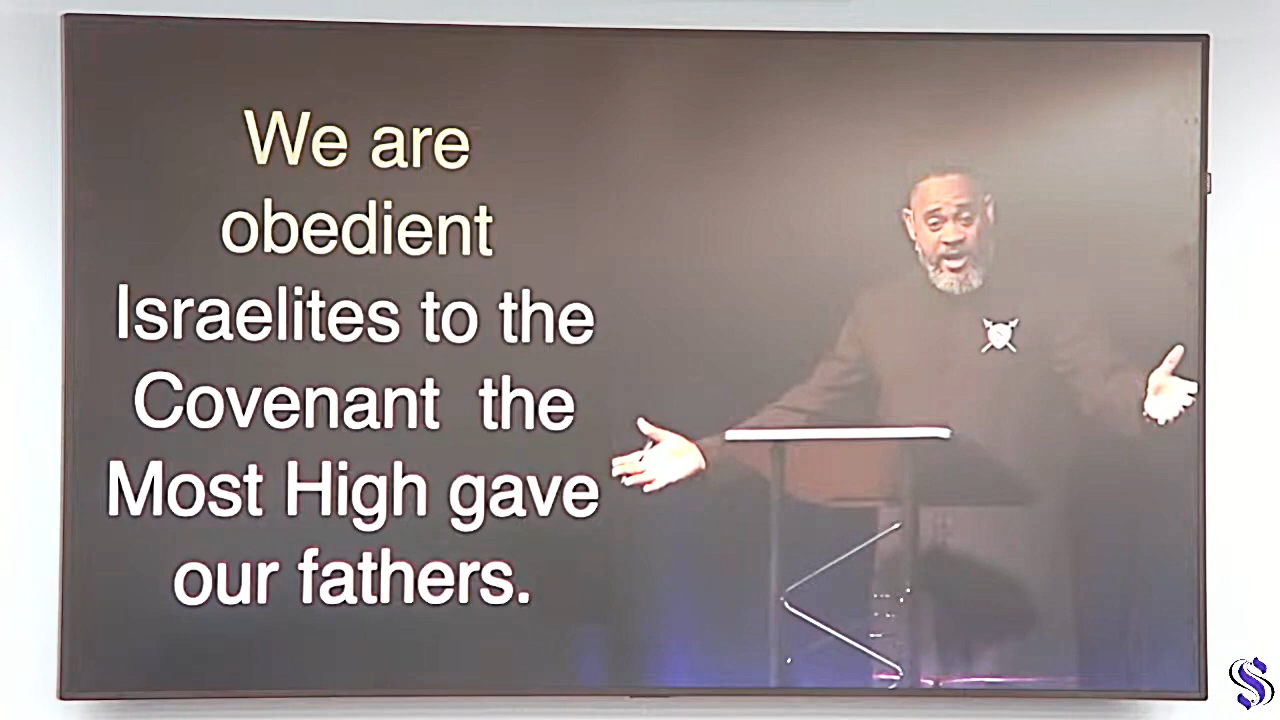 We are
obedient
Israelites to the
Covenant  the
Most High gave
our fathers.
S